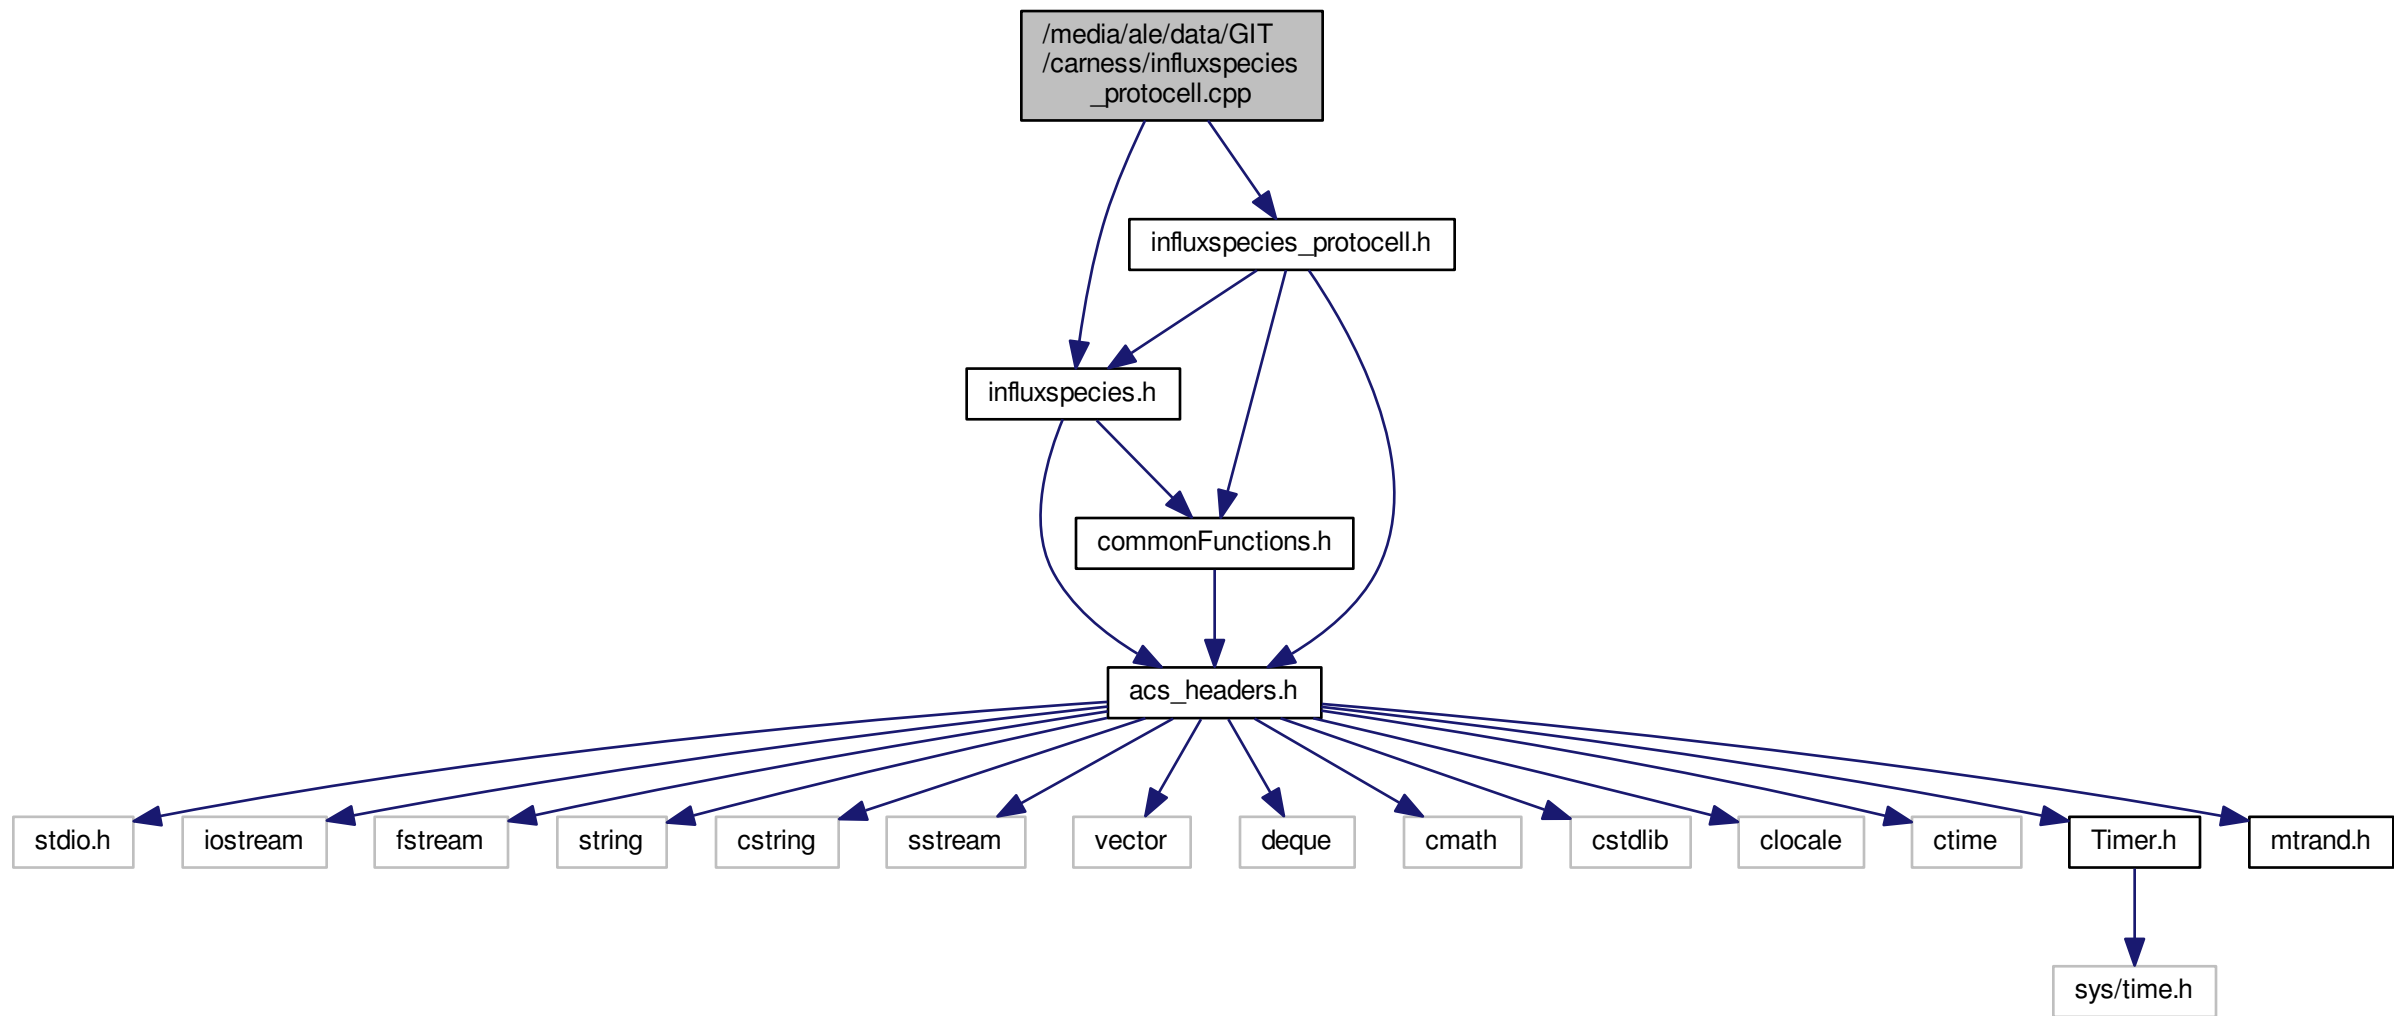 /media/ale/data/GIT
/carness/influxspecies
_protocell.cpp
influxspecies_protocell.h
influxspecies.h
commonFunctions.h
acs_headers.h
stdio.h
iostream
fstream
string
cstring
sstream
vector
deque
cmath
cstdlib
clocale
ctime
Timer.h
mtrand.h
sys/time.h